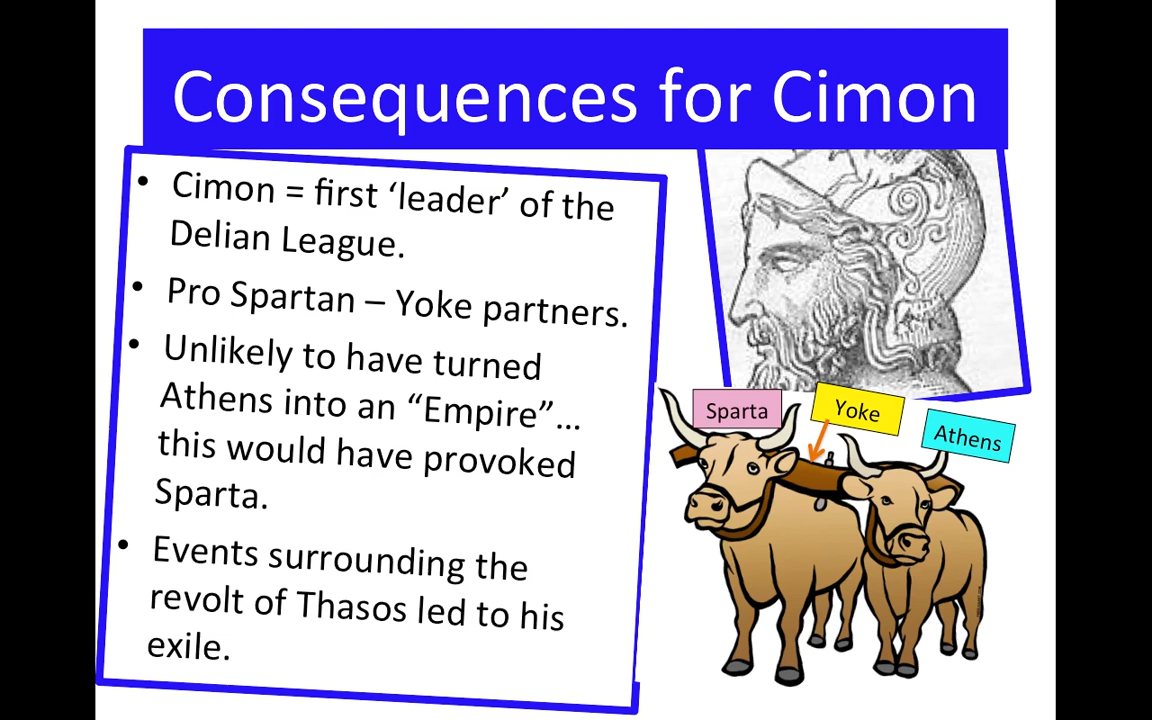 Consequences for Cimon
• Cimon = first ‘leader’ of the
Delian League.
• Pro Spartan – Yoke partners.
• Unlikely to have turned
Athens into an “Empire”…
this would have provoked
Sparta.
• Events surrounding the
revolt of Thasos led to his
exile.
Sparta
Yoke
Athens